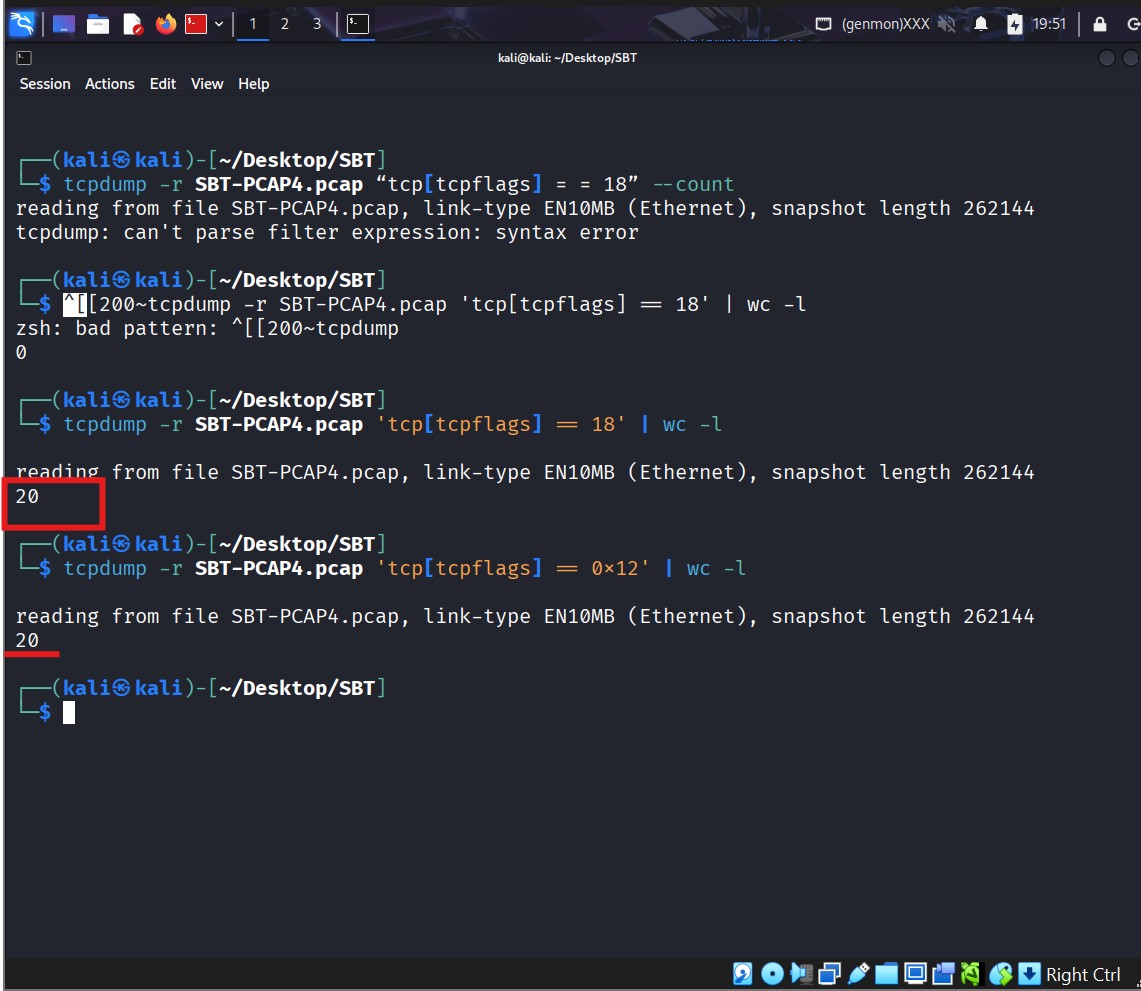 1 2 3 (genmon)XXX 19:51
kali@kali: ~/Desktop/SBT
Session Actions Edit View Help
┌──(kali㉿kali)-[~/Desktop/SBT]
└─$ tcpdump -r SBT-PCAP4.pcap “tcp[tcpflags] = = 18” --count
reading from file SBT-PCAP4.pcap, link-type EN10MB (Ethernet), snapshot length 262144
tcpdump: can't parse filter expression: syntax error
┌──(kali㉿kali)-[~/Desktop/SBT]
└─$ ^[[200~tcpdump -r SBT-PCAP4.pcap 'tcp[tcpflags] == 18' | wc -l
zsh: bad pattern: ^[[200~tcpdump
0
┌──(kali㉿kali)-[~/Desktop/SBT]
└─$ tcpdump -r SBT-PCAP4.pcap 'tcp[tcpflags] == 18' | wc -l
reading from file SBT-PCAP4.pcap, link-type EN10MB (Ethernet), snapshot length 262144
20
┌──(kali㉿kali)-[~/Desktop/SBT]
└─$ tcpdump -r SBT-PCAP4.pcap 'tcp[tcpflags] == 0×12' | wc -l
reading from file SBT-PCAP4.pcap, link-type EN10MB (Ethernet), snapshot length 262144
20
┌──(kali㉿kali)-[~/Desktop/SBT]
└─$
Right Ctrl